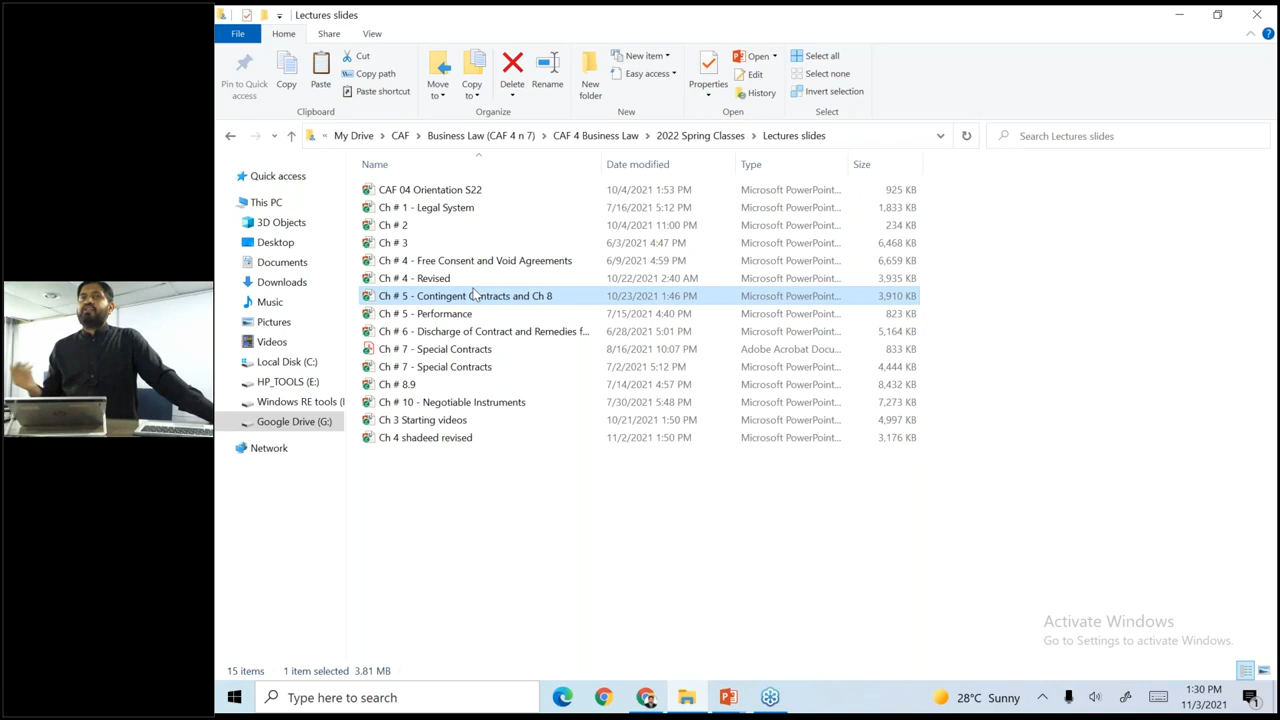 Lectures slides
File Home Share View
Pin to Quick access
Copy
Paste
Cut
Copy path
Paste shortcut
Clipboard
Move to
Copy to
Delete
Rename
Organize
New folder
New item
Easy access
New
Properties
Open
Edit
History
Open
Select all
Select none
Invert selection
Select
« My Drive > CAF > Business Law (CAF 4 n 7) > CAF 4 Business Law > 2022 Spring Classes > Lectures slides
Search Lectures slides
Quick access
This PC
3D Objects
Desktop
Documents
Downloads
Music
Pictures
Videos
Local Disk (C:)
HP_TOOLS (E:)
Windows RE tools (
Google Drive (G:)
Network
Name Date modified Type Size
CAF 04 Orientation S22 10/4/2021 1:53 PM Microsoft PowerPoint... 925 KB
Ch # 1 - Legal System 7/16/2021 5:12 PM Microsoft PowerPoint... 1,833 KB
Ch # 2 10/4/2021 11:00 PM Microsoft PowerPoint... 234 KB
Ch # 3 6/3/2021 4:47 PM Microsoft PowerPoint... 6,468 KB
Ch # 4 - Free Consent and Void Agreements 6/9/2021 4:59 PM Microsoft PowerPoint... 6,659 KB
Ch # 4 - Revised 10/22/2021 2:40 AM Microsoft PowerPoint... 3,935 KB
Ch # 5 - Contingent Contracts and Ch 8 10/23/2021 1:46 PM Microsoft PowerPoint... 3,910 KB
Ch # 5 - Performance 7/15/2021 4:40 PM Microsoft PowerPoint... 823 KB
Ch # 6 - Discharge of Contract and Remedies f... 6/28/2021 5:01 PM Microsoft PowerPoint... 5,164 KB
Ch # 7 - Special Contracts 8/16/2021 10:07 PM Adobe Acrobat Docu... 833 KB
Ch # 7 - Special Contracts 7/2/2021 5:12 PM Microsoft PowerPoint... 4,444 KB
Ch # 8.9 7/14/2021 4:57 PM Microsoft PowerPoint... 8,432 KB
Ch # 10 - Negotiable Instruments 7/30/2021 5:48 PM Microsoft PowerPoint... 7,273 KB
Ch 3 Starting videos 10/21/2021 1:50 PM Microsoft PowerPoint... 4,997 KB
Ch 4 shadeed revised 11/2/2021 1:50 PM Microsoft PowerPoint... 3,176 KB
Activate Windows
Go to Settings to activate Windows.
15 items 1 item selected 3.81 MB
Type here to search
28°C Sunny
1:30 PM
11/3/2021
1